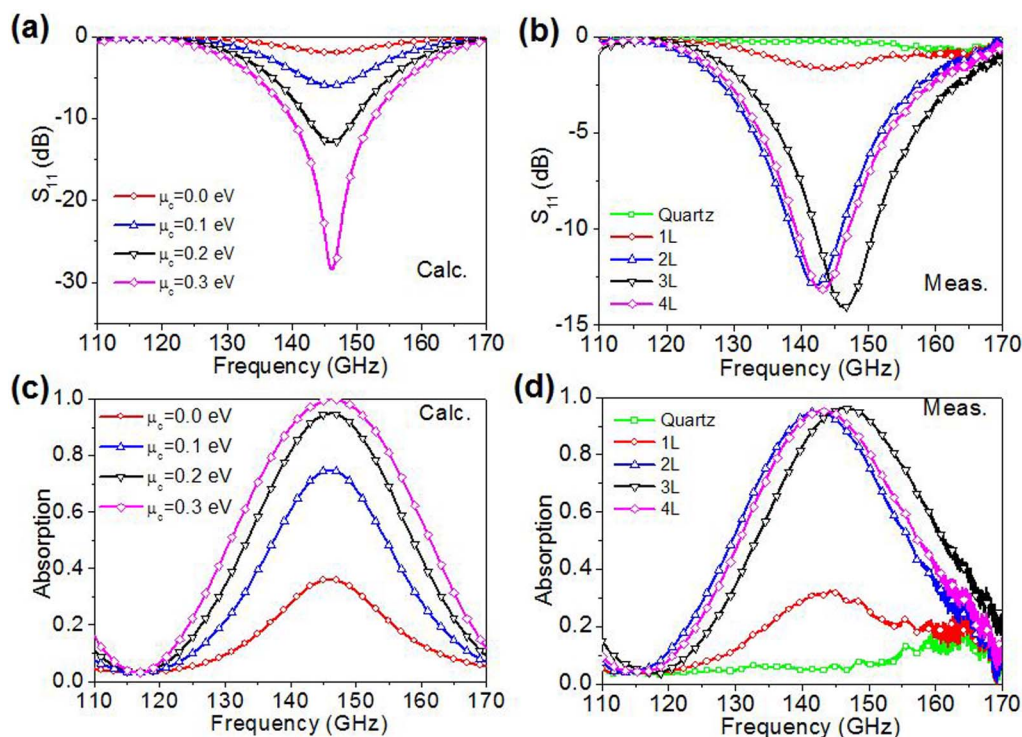 (a)
0
-10
-20
-30
S11 (dB)
μc=0.0 eV
μc=0.1 eV
μc=0.2 eV
μc=0.3 eV
Calc.
110 120 130 140 150 160 170
Frequency (GHz)
(b)
0
-5
-10
-15
S11 (dB)
Quartz
1L
2L
3L
4L
Meas.
110 120 130 140 150 160 170
Frequency (GHz)
(c)
1.0
0.8
0.6
0.4
0.2
0.0
Absorption
μc=0.0 eV
μc=0.1 eV
μc=0.2 eV
μc=0.3 eV
Calc.
110 120 130 140 150 160 170
Frequency (GHz)
(d)
1.0
0.8
0.6
0.4
0.2
0.0
Absorption
Quartz
1L
2L
3L
4L
Meas.
110 120 130 140 150 160 170
Frequency (GHz)